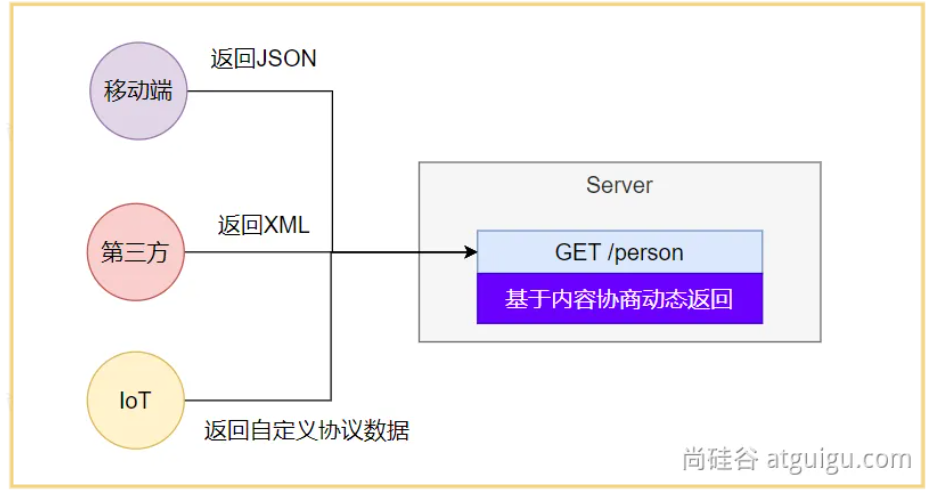 返回JSON
移动端
Server
返回XML
第三方
GET /person
基于内容协商动态返回
IoT
返回自定义协议数据
尚硅谷 atguigu.com